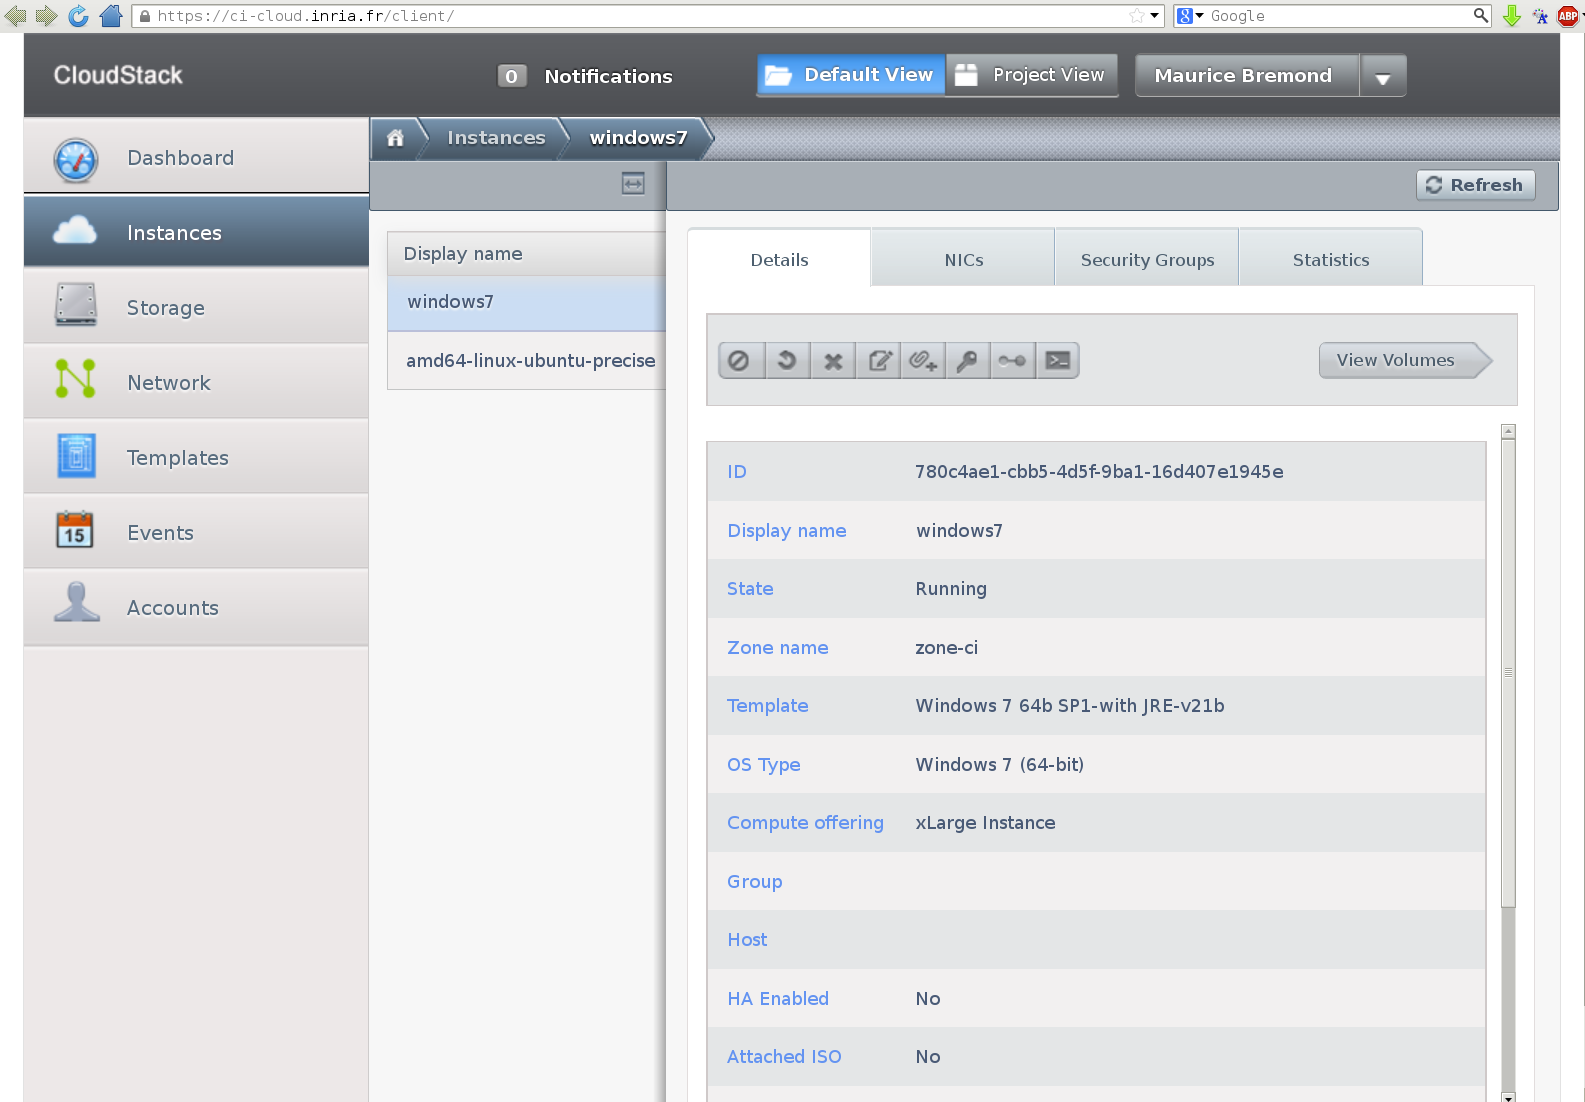 https://ci-cloud.inria.fr/client/
8
Google
ABP
CloudStack
0 Notifications
Default View
Project View
Maurice Bremond
Instances
windows7
Refresh
Dashboard
Instances
Storage
Network
Templates
15
Events
Accounts
Display name
windows7
amd64-linux-ubuntu-precise
Details
NICs
Security Groups
Statistics
View Volumes
ID 780c4ae1-cbb5-4d5f-9ba1-16d407e1945e
Display name windows7
State Running
Zone name zone-ci
Template Windows 7 64b SP1-with JRE-v21b
OS Type Windows 7 (64-bit)
Compute offering xLarge Instance
Group
Host
HA Enabled No
Attached ISO No